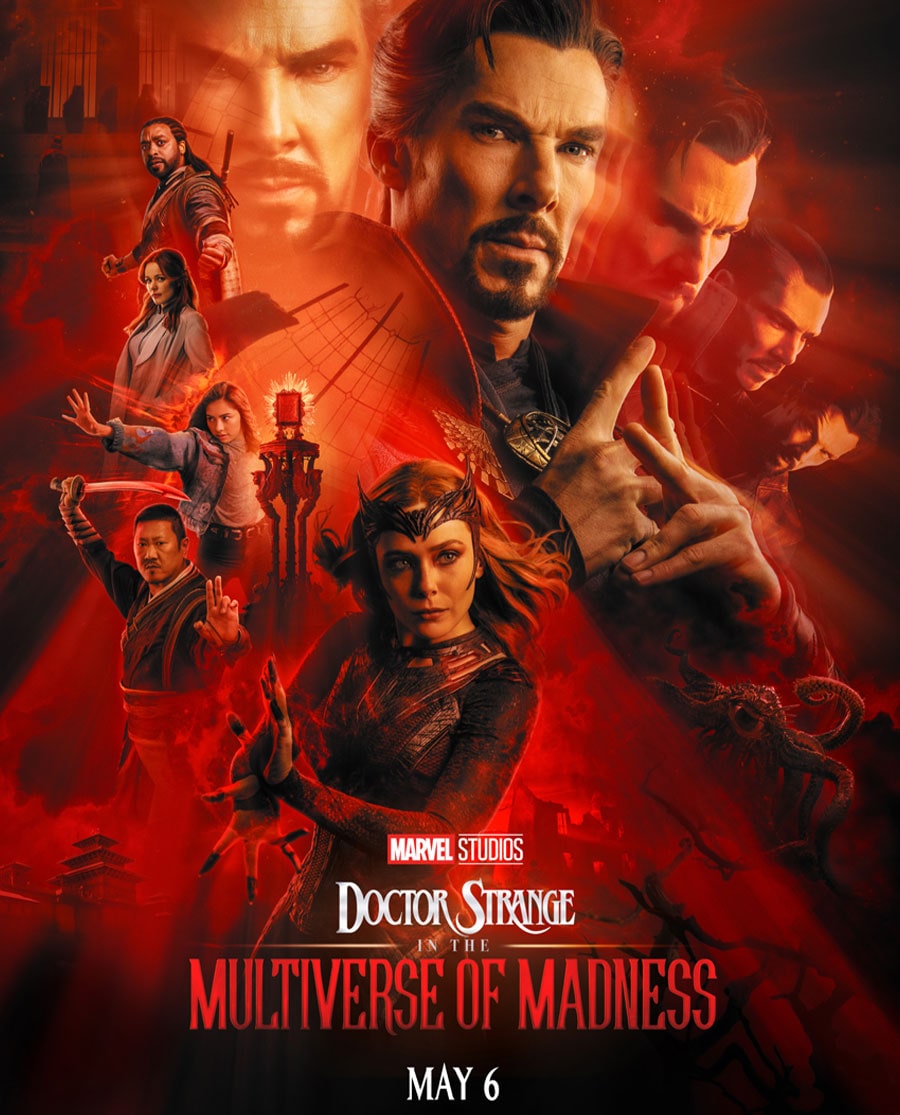 MARVEL STUDIOS
DOCTOR STRANGE
IN THE
MULTIVERSE OF MADNESS
MAY 6